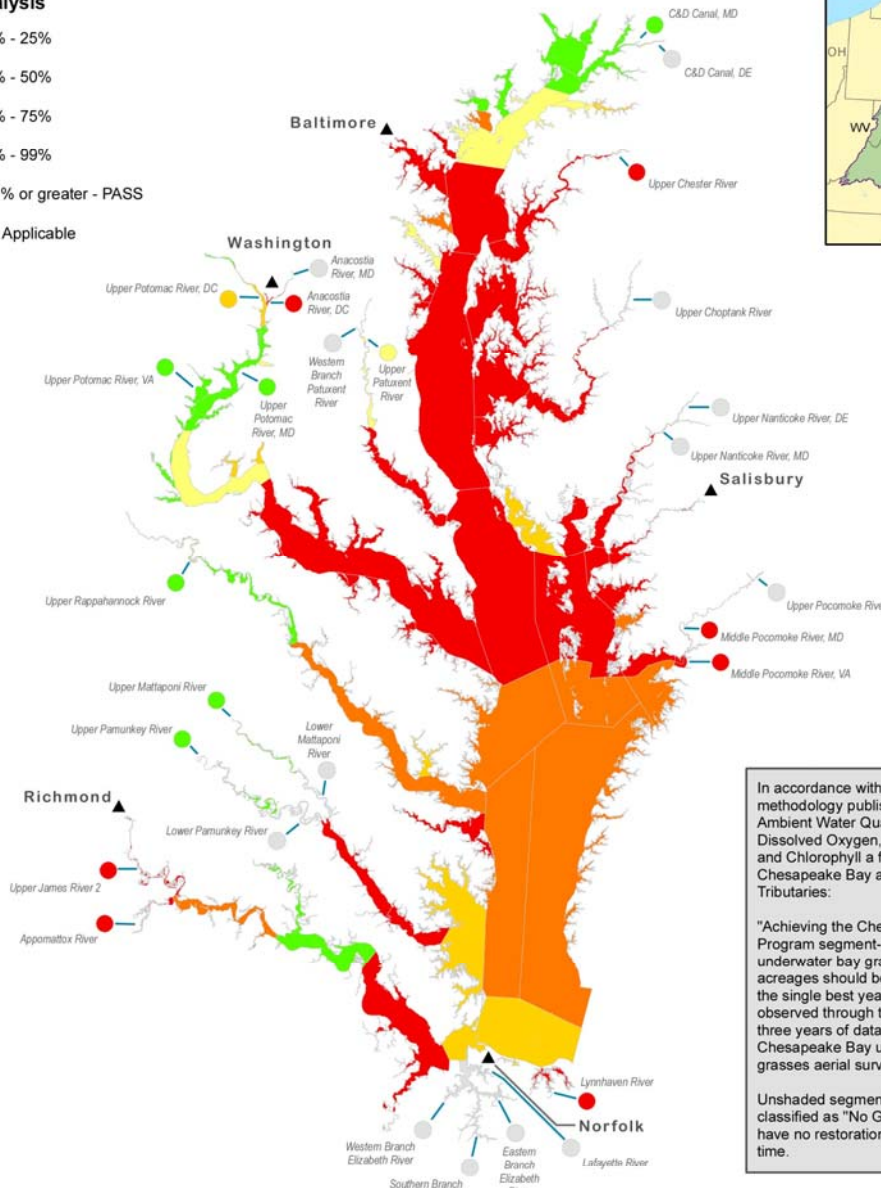 lysis
% - 25%
% - 50%
% - 75%
% - 99%
% or greater - PASS
Applicable
C&D Canal, MD
C&D Canal, DE
OH
WV
Baltimore
Upper Chester River
Washington
Anacostia
River, MD
Upper Potomac River, DC
Anacostia
River, DC
Upper Choptank River
Western
Branch
Patuxent
River
Upper
Patuxent
River
Upper Potomac River, VA
Upper
Potomac
River, MD
Upper Nanticoke River, DE
Upper Nanticoke River, MD
Salisbury
Upper Rappahannock River
Upper Pocomoke Rive
Middle Pocomoke River, MD
Middle Pocomoke River, VA
Upper Mattaponi River
Upper Pamunkey River
Lower
Mattaponi
River
Richmond
Lower Pamunkey River
Upper James River 2
Appomattox River
In accordance with
methodology publis
Ambient Water Qua
Dissolved Oxygen,
and Chlorophyll a f
Chesapeake Bay a
Tributaries:
"Achieving the Che
Program segment-
underwater bay gra
acreages should be
the single best year
observed through t
three years of data
Chesapeake Bay u
grasses aerial surv
Unshaded segmen
classified as "No G
have no restoration
time.
Lynnhaven River
Norfolk
Lafayette River
Western Branch
Elizabeth River
Eastern
Branch
Elizabeth
Southern Branch